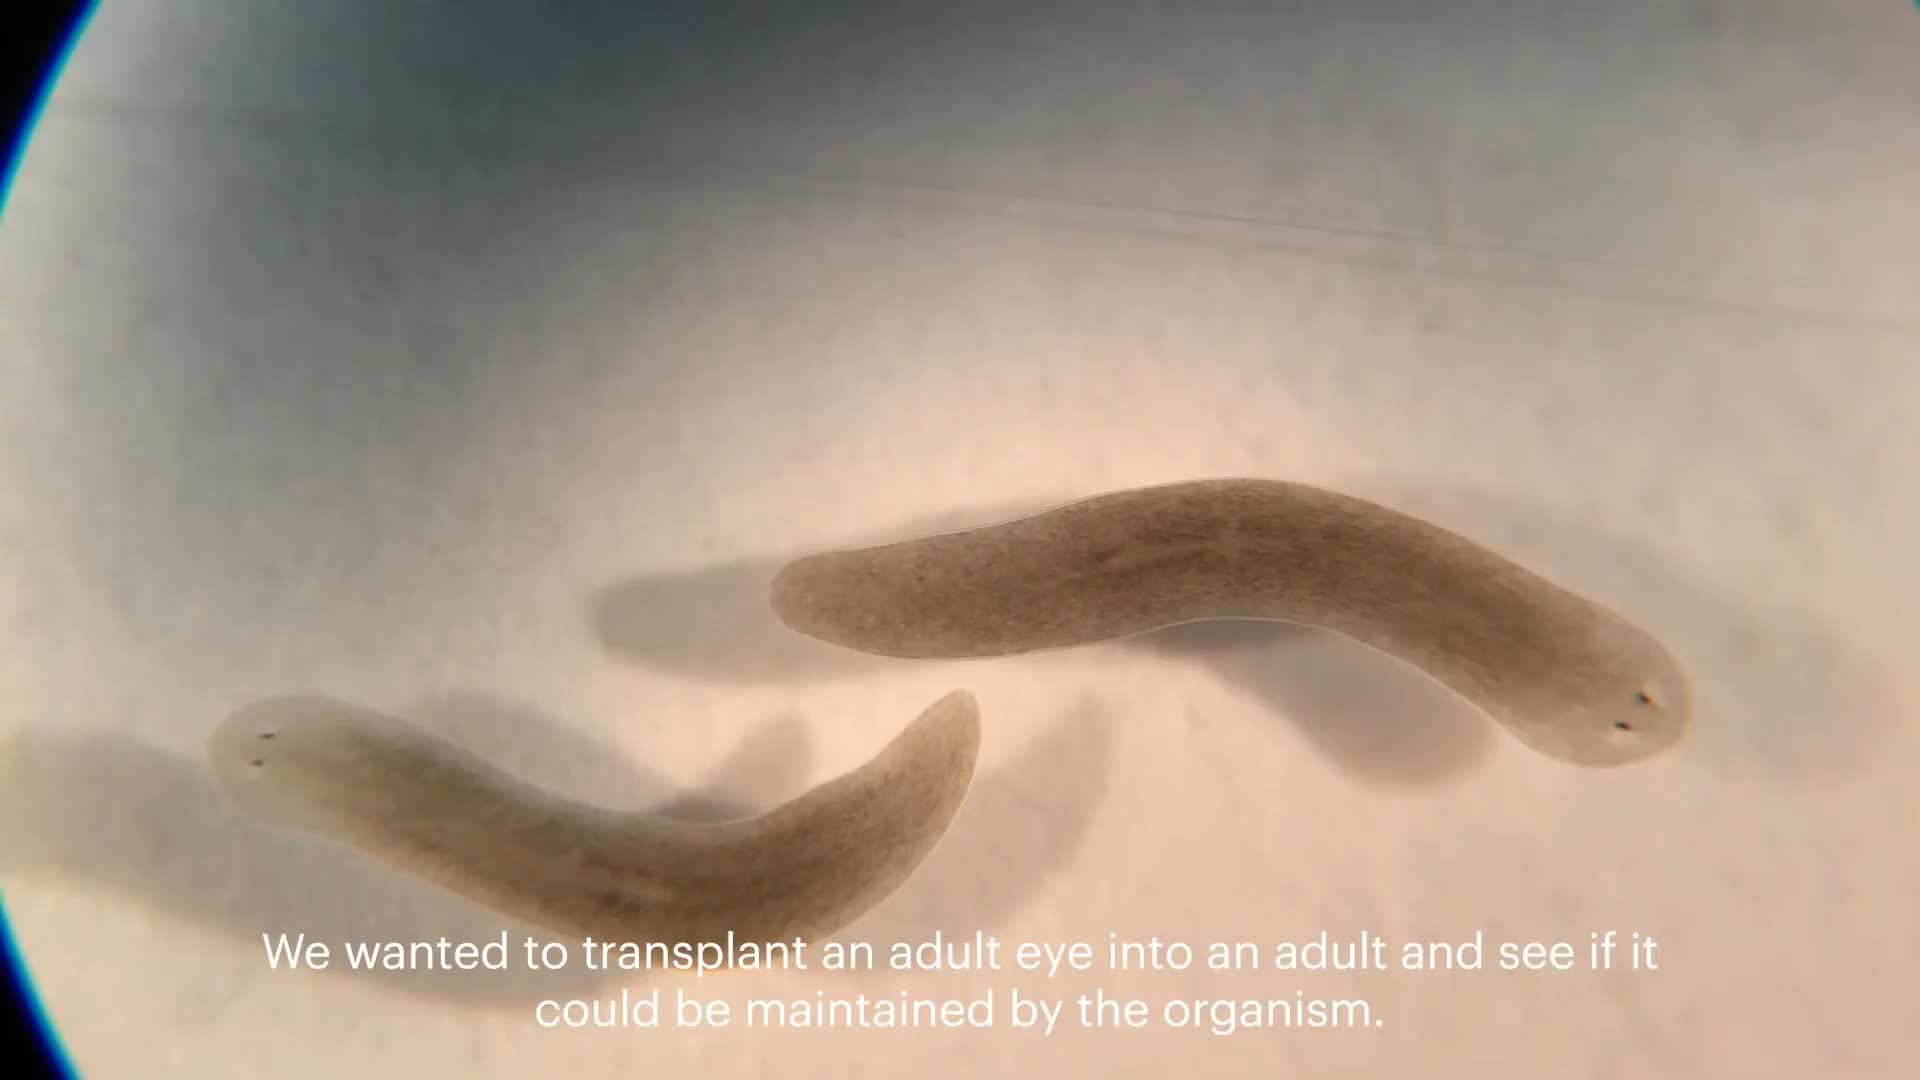 We wanted to transplant an adult eye into an adult and see if it
could be maintained by the organism.